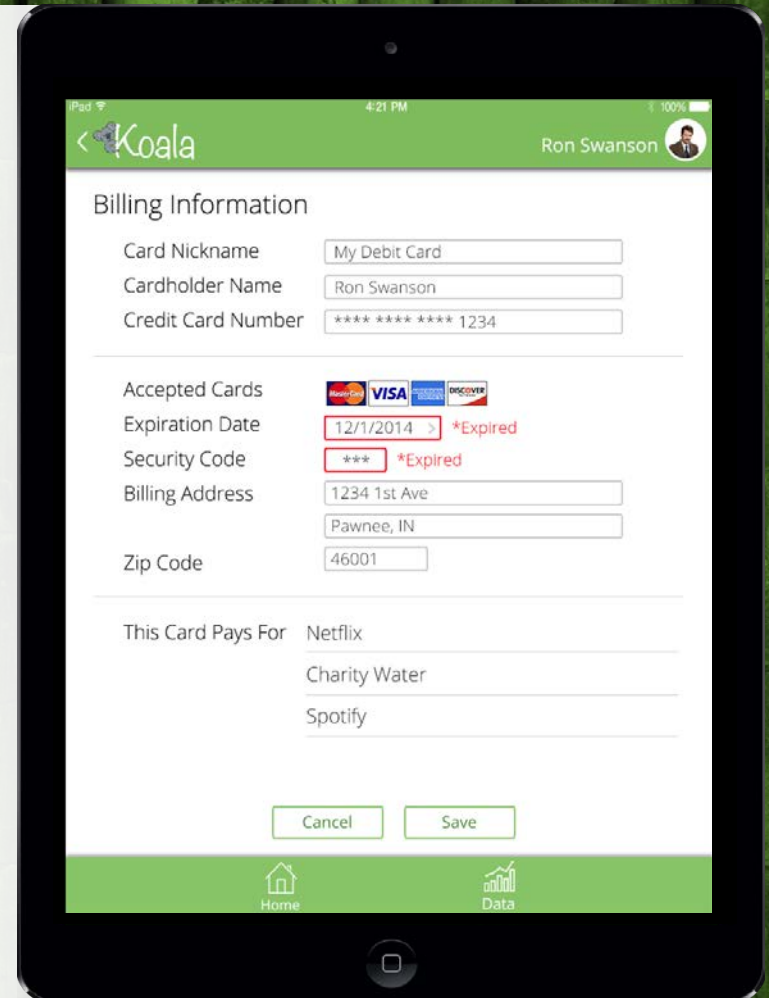 iPad 4:21 PM 100%
Koala Ron Swanson
Billing Information
Card Nickname My Debit Card
Cardholder Name Ron Swanson
Credit Card Number **** **** **** 1234
Accepted Cards MasterCard VISA DISCOVER
Expiration Date 12/1/2014 > *Expired
Security Code *** *Expired
Billing Address 1234 1st Ave
Pawnee, IN
Zip Code 46001
This Card Pays For Netflix
Charity Water
Spotify
Cancel Save
Home Data